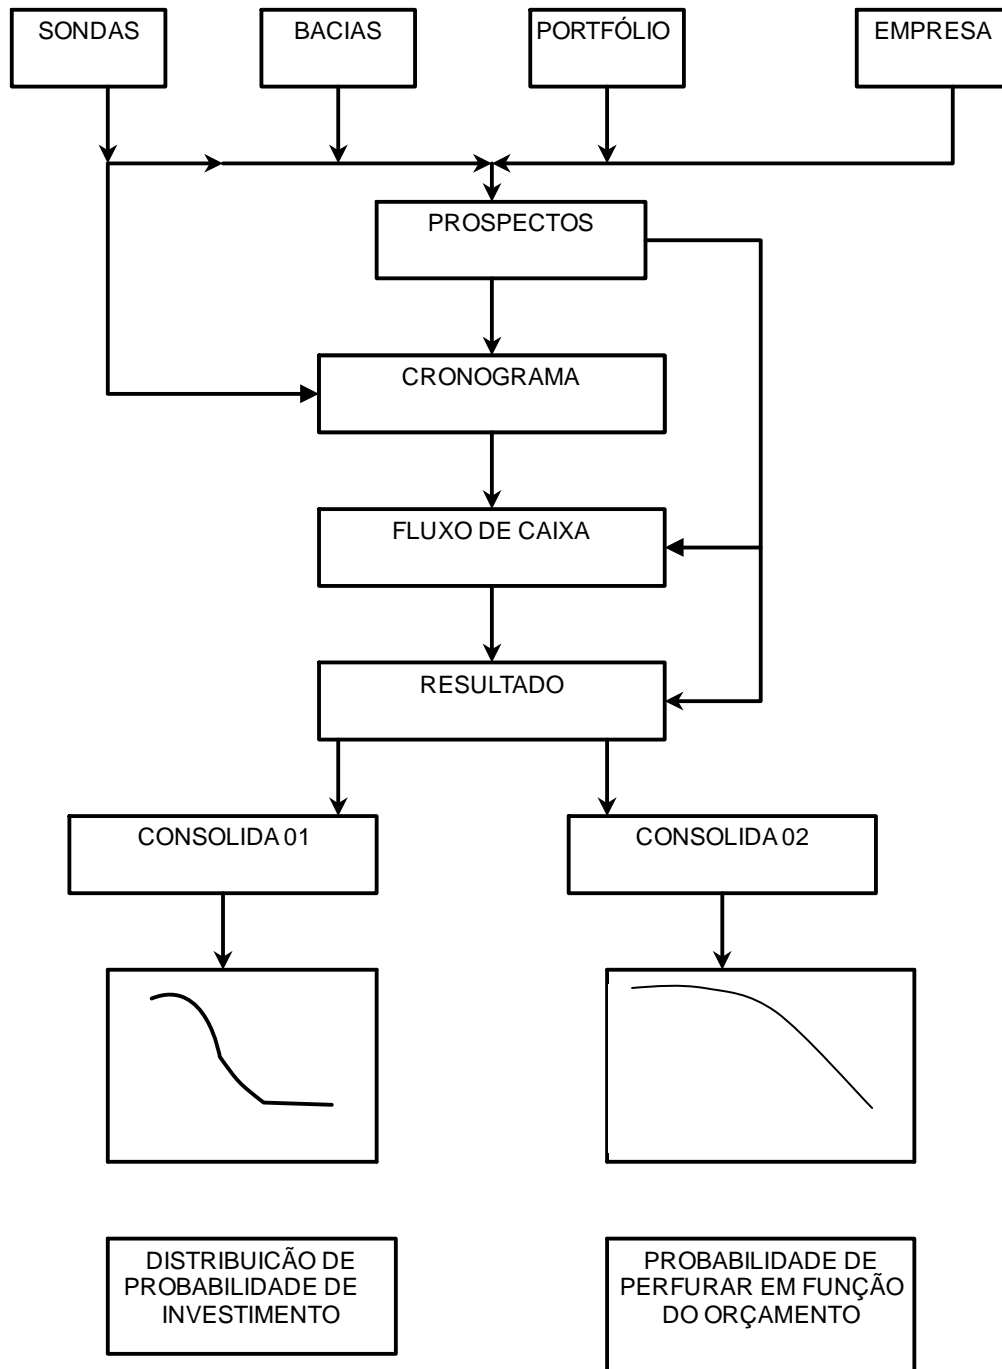 SONDAS
BACIAS
PORTFÓLIO
EMPRESA
PROSPECTOS
CRONOGRAMA
FLUXO DE CAIXA
RESULTADO
CONSOLIDA 01
CONSOLIDA 02
DISTRIBUICÃO DE
PROBABILIDADE DE
INVESTIMENTO
PROBABILIDADE DE
PERFURAR EM FUNÇÃO
DO ORÇAMENTO